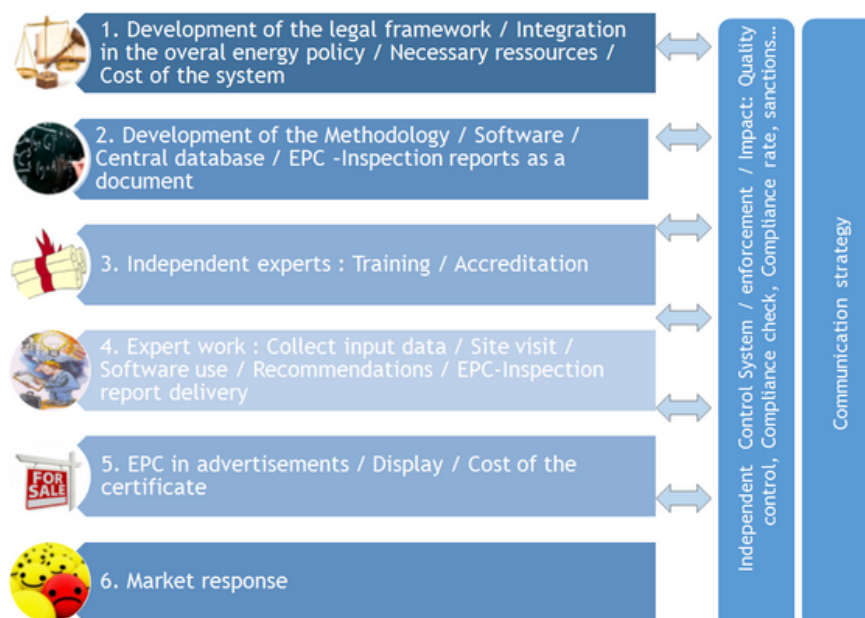 1. Development of the legal framework / Integration
in the overal energy policy / Necessary ressources /
Cost of the system
2. Development of the Methodology / Software /
Central database / EPC -Inspection reports as a
document
3. Independent experts : Training / Accreditation
4. Expert work : Collect input data / Site visit /
Software use / Recommendations / EPC-Inspection
report delivery
FOR
SALE
5. EPC in advertisements / Display / Cost of the
certificate
6. Market response
Independent Control System / enforcement / Impact: Quality
control, Compliance check, Compliance rate, sanctions...
Communication strategy